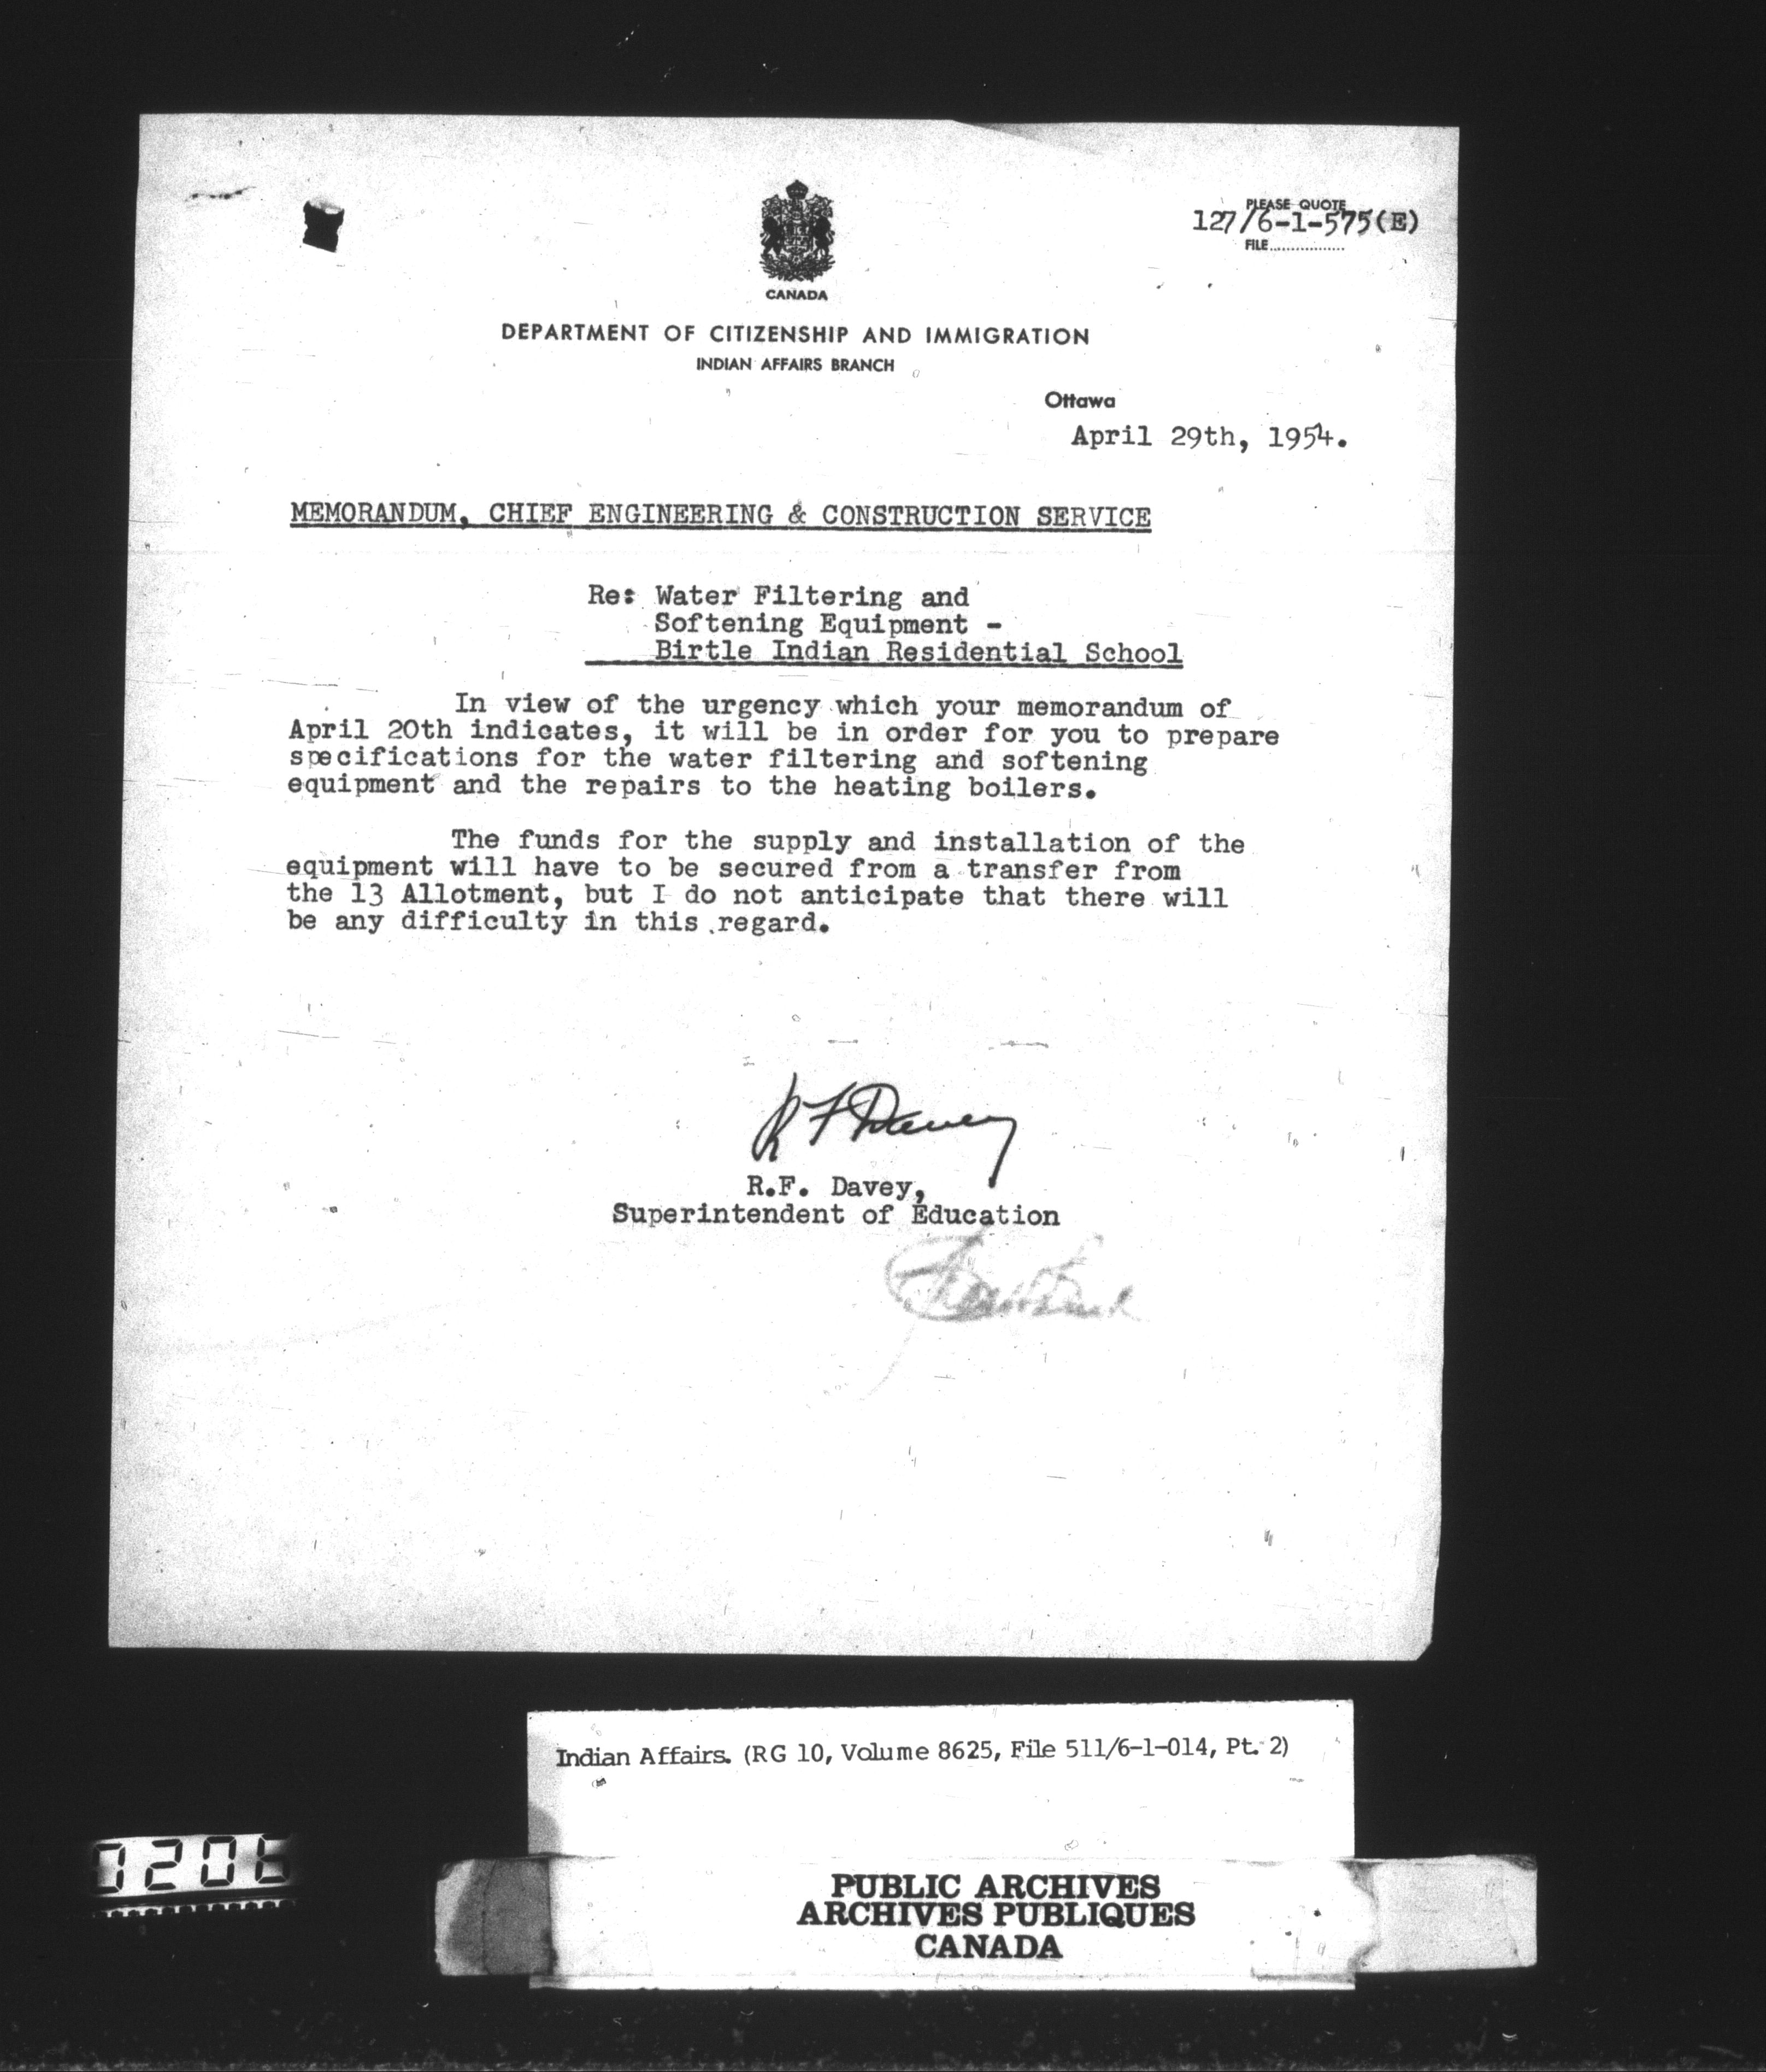 PLEASE QUOTE
127/6-1-575(E)
FILE................
CANADA
DEPARTMENT OF CITIZENSHIP AND IMMIGRATION
INDIAN AFFAIRS BRANCH
Ottawa
April 29th, 1954.
MEMORANDUM, CHIEF ENGINEERING & CONSTRUCTION SERVICE
Re: Water Filtering and
Softening Equipment -
Birtle Indian Residential School
In view of the urgency which your memorandum of
April 20th indicates, it will be in order for you to prepare
specifications for the water filtering and softening
equipment and the repairs to the heating boilers.
The funds for the supply and installation of the
equipment will have to be secured from a transfer from
the 13 Allotment, but I do not anticipate that there will
be any difficulty in this regard.
R F Davey
R.F. Davey,
Superintendent of Education
Indian Affairs. (RG 10, Volume 8625, File 511/6-1-014, Pt. 2)
PUBLIC ARCHIVES
ARCHIVES PUBLIQUES
CANADA